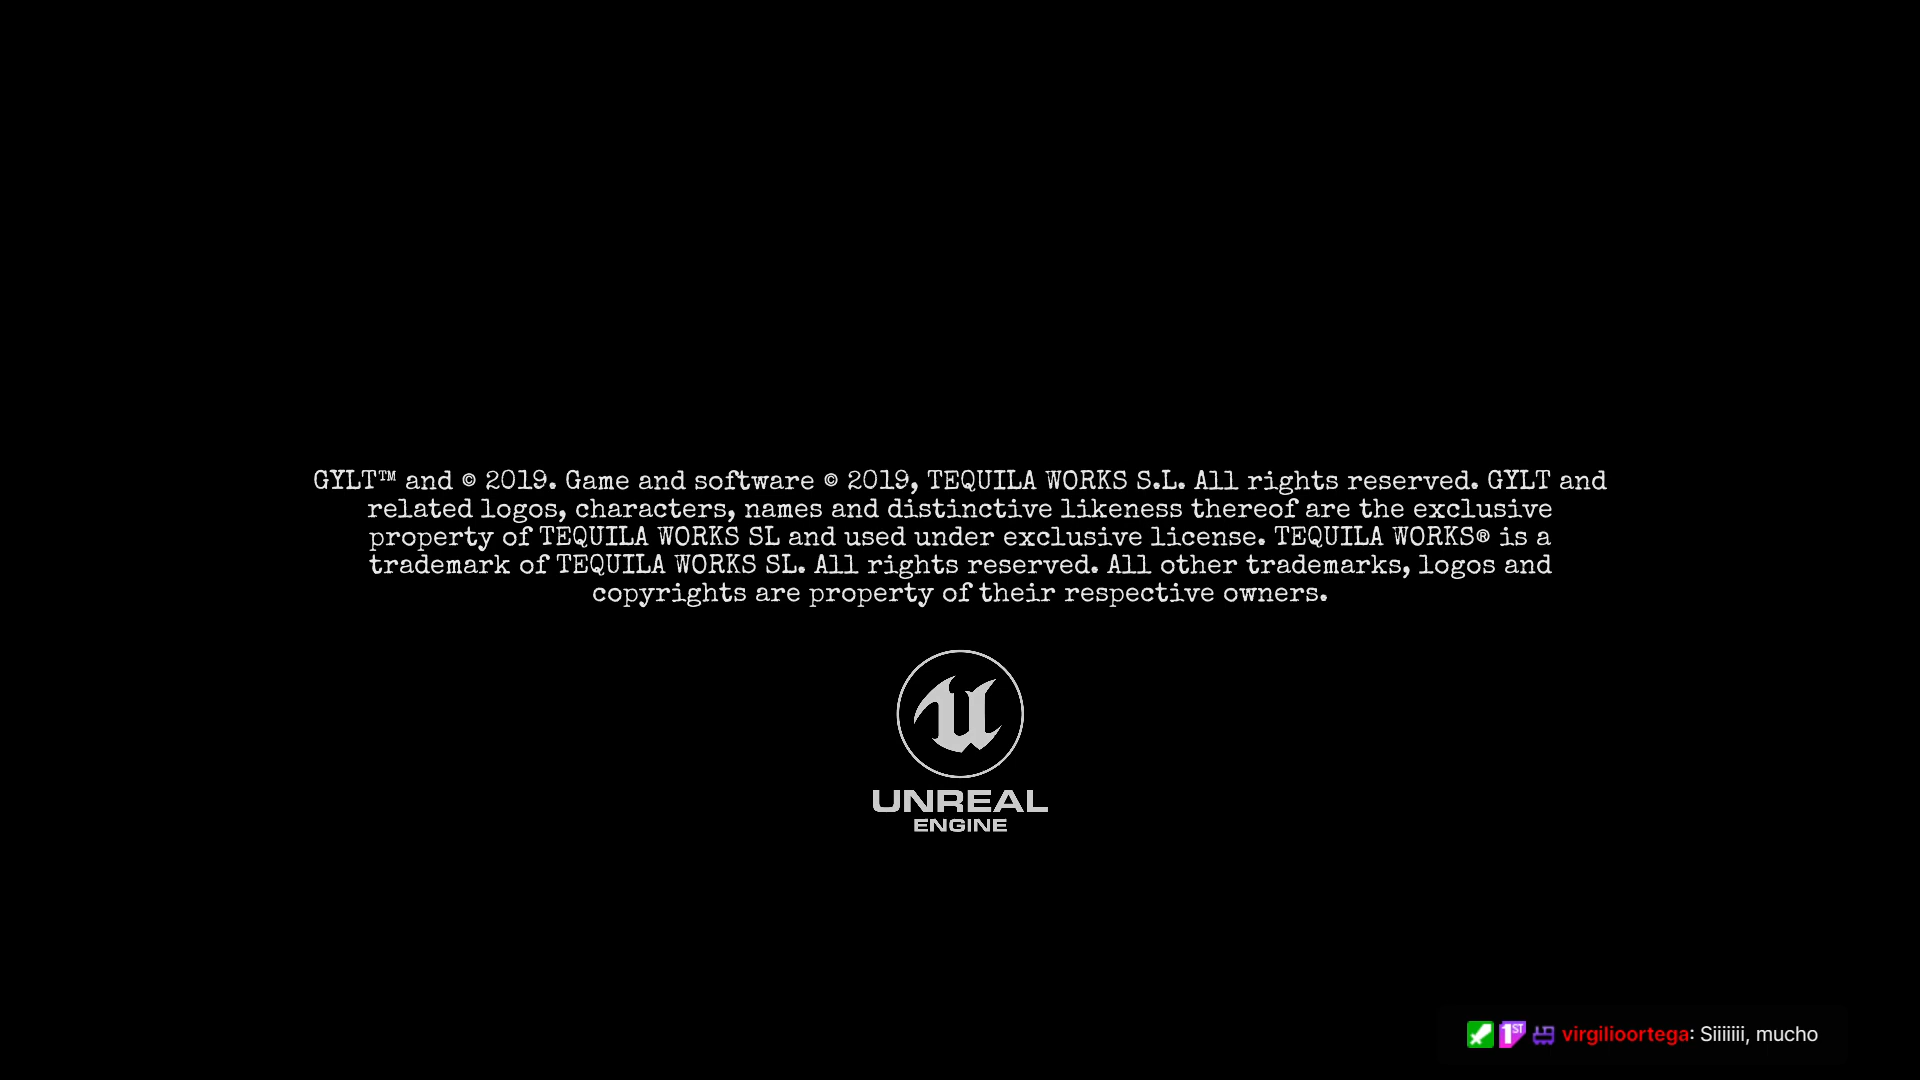 GYLT™ and © 2019. Game and software © 2019, TEQUILA WORKS S.L. All rights reserved. GYLT and
related logos, characters, names and distinctive likeness thereof are the exclusive
property of TEQUILA WORKS SL and used under exclusive license. TEQUILA WORKS® is a
trademark of TEQUILA WORKS SL. All rights reserved. All other trademarks, logos and
copyrights are property of their respective owners.
UNREAL
ENGINE
1ST virgilioortega: Siiiiiii, mucho